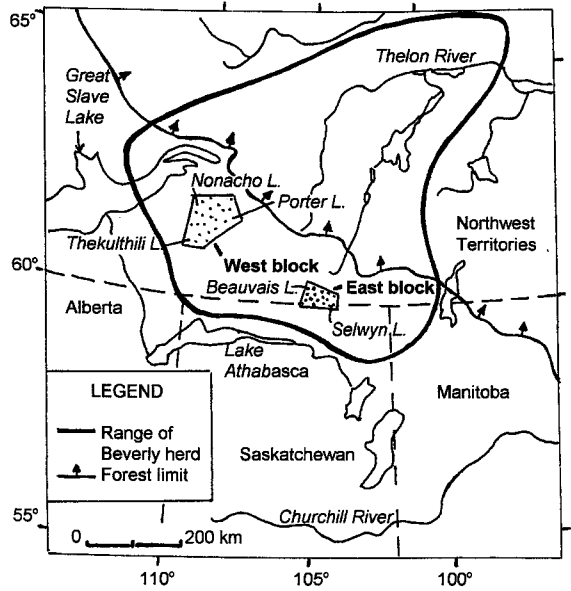 65°
Great
Slave
Lake
Thelon River
Nonacho L.
Porter L.
Northwest
Territories
Thekulthili L.
West block
60°
Beauvais L.
East block
Alberta
Selwyn L.
Lake
Athabasca
LEGEND
Manitoba
Range of
Beverly herd
Forest limit
Saskatchewan
55°
Churchill River
0 200 km
110° 105° 100°